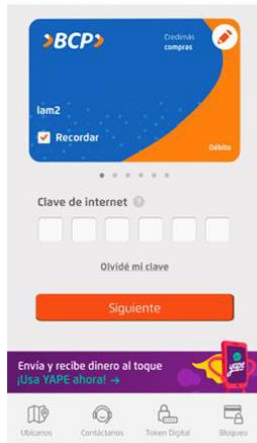 BCP
Credimás
compras
lam2
Recordar
Débito
Clave de internet ?
Olvidé mi clave
Siguiente
Envía y recibe dinero al toque
¡Usa YAPE ahora! →
yape
Ubícanos Contáctanos Token Digital Bloqueo